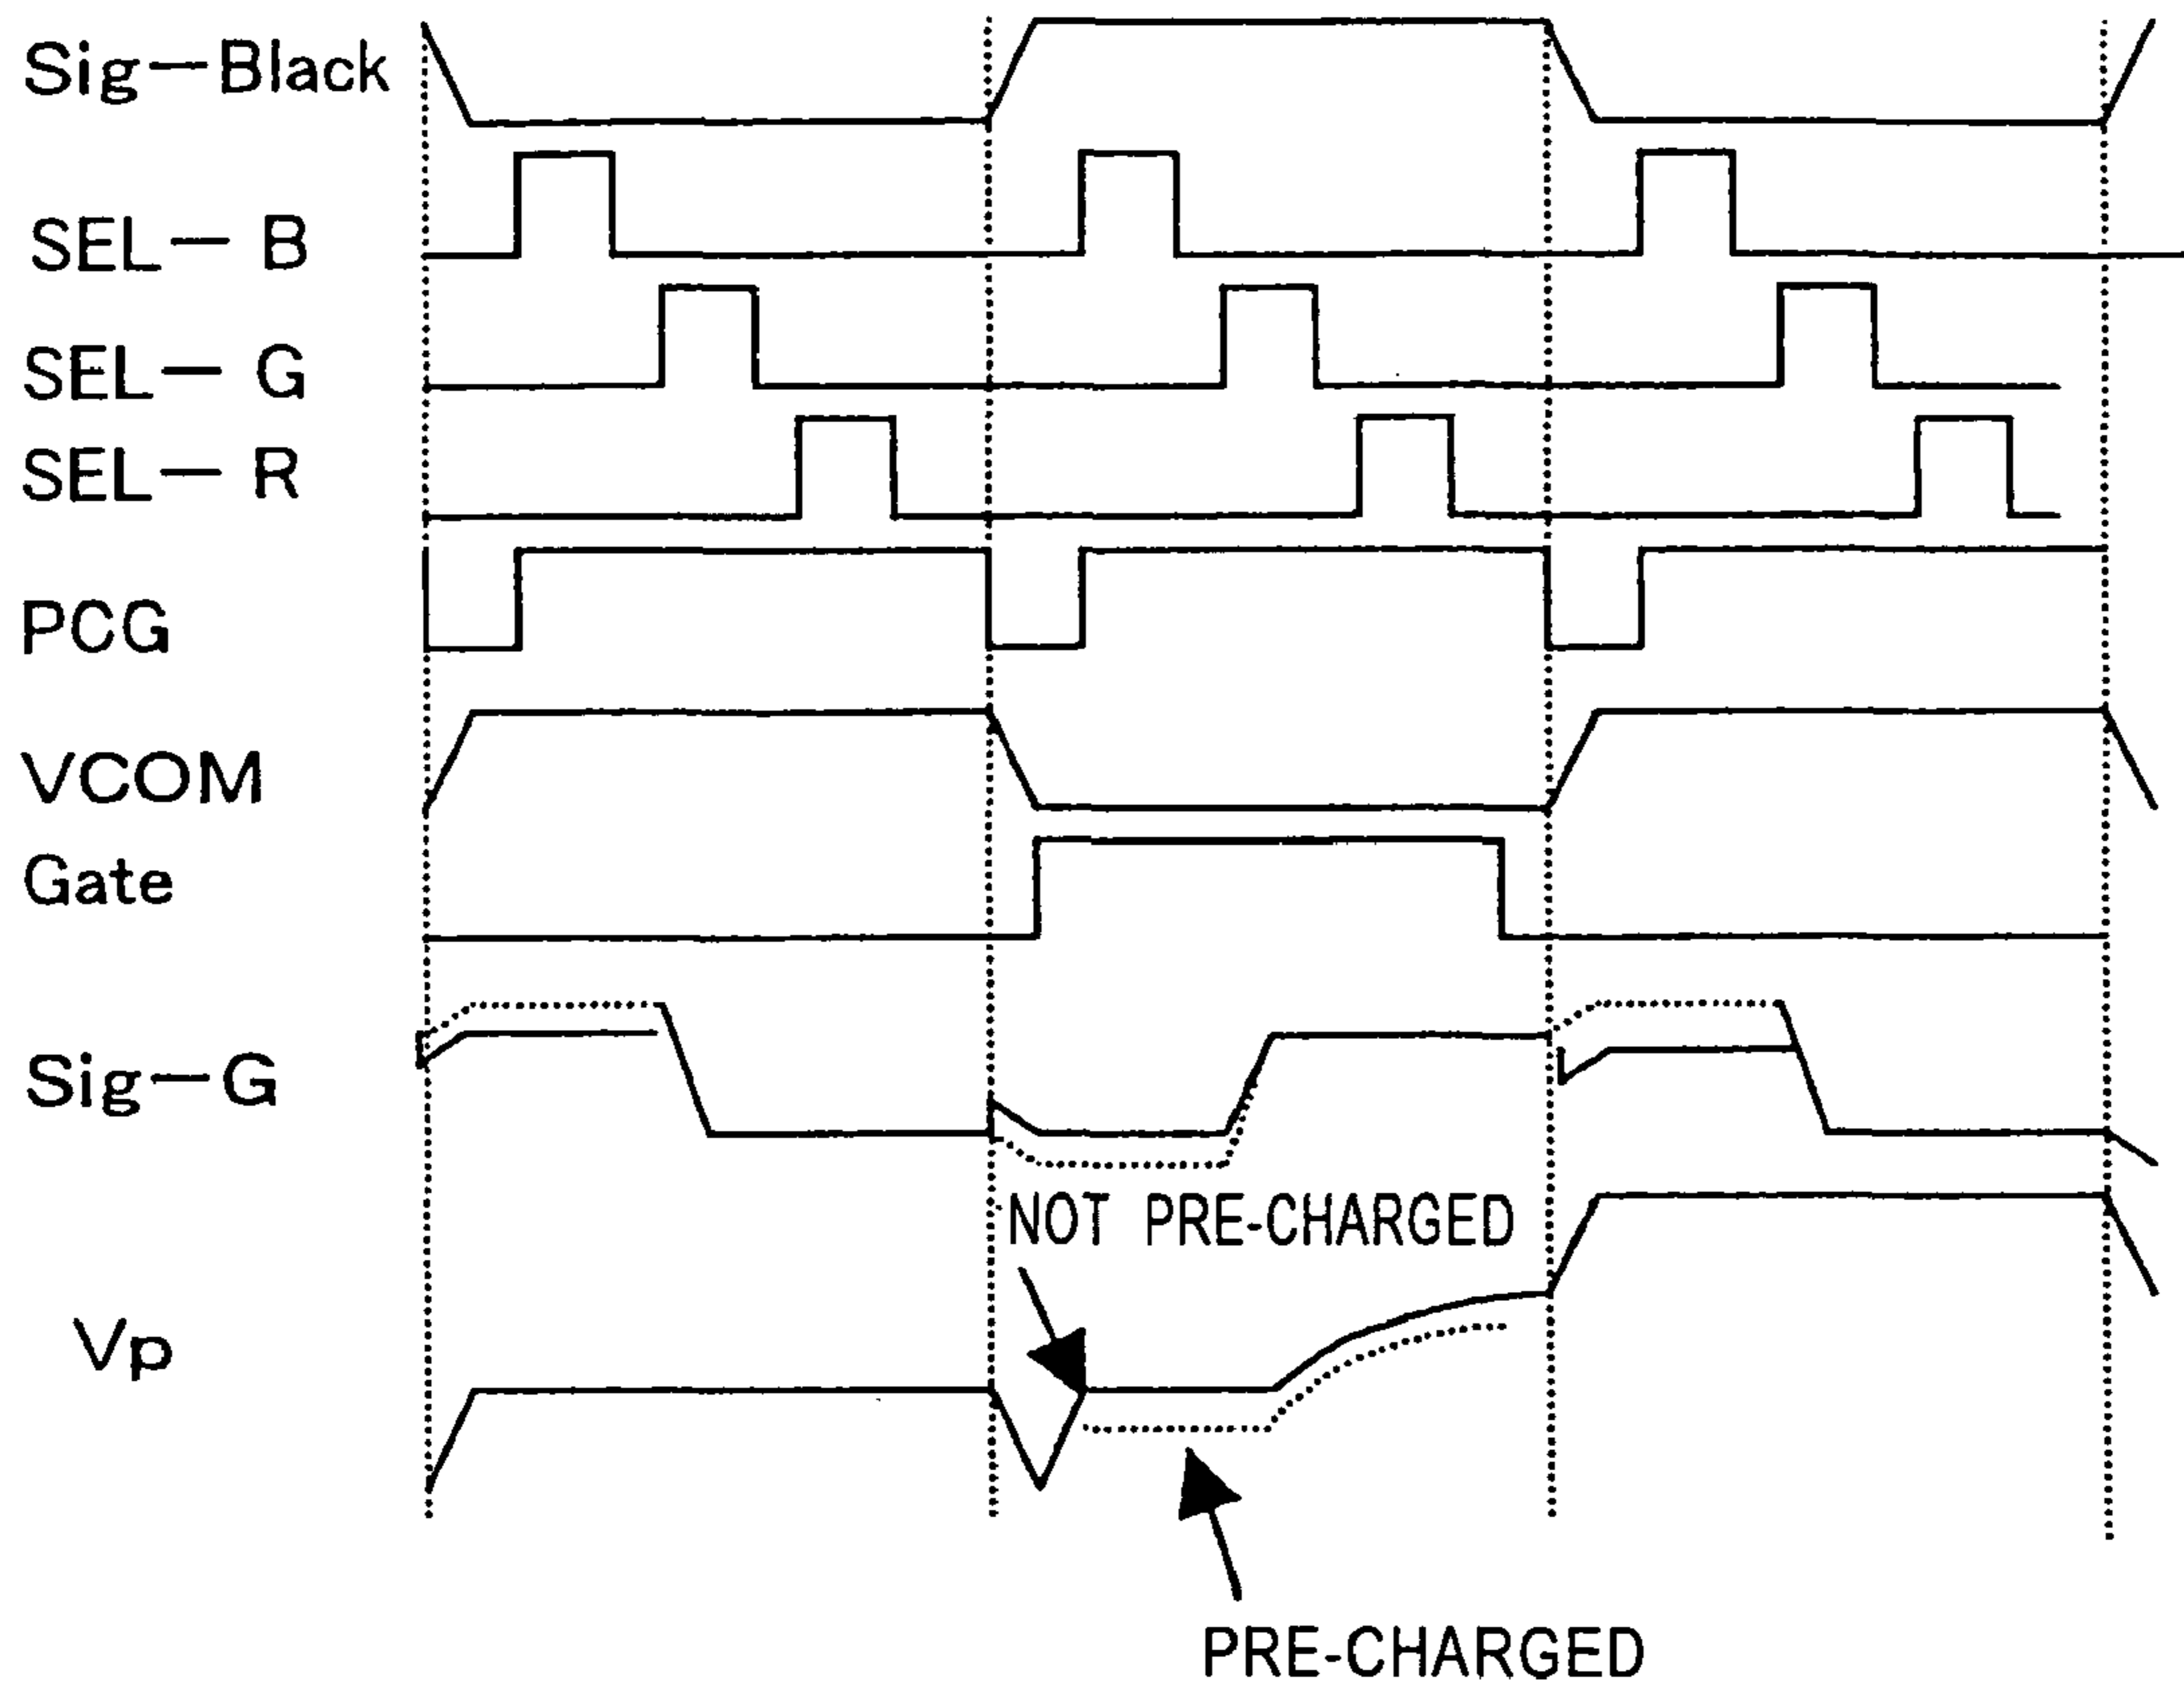 Sig－Black
SEL－ B
SEL－ G
SEL－ R
PCG
VCOM
Gate
Sig－G
NOT PRE-CHARGED
Vp
PRE-CHARGED